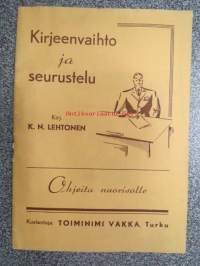 Kirjeenvaihto
ja
seurustelu
Kirj.
K. N. LEHTONEN
Ohjeita nuorisolle
Kustantaja TOIMINIMI VAKKA, Turku